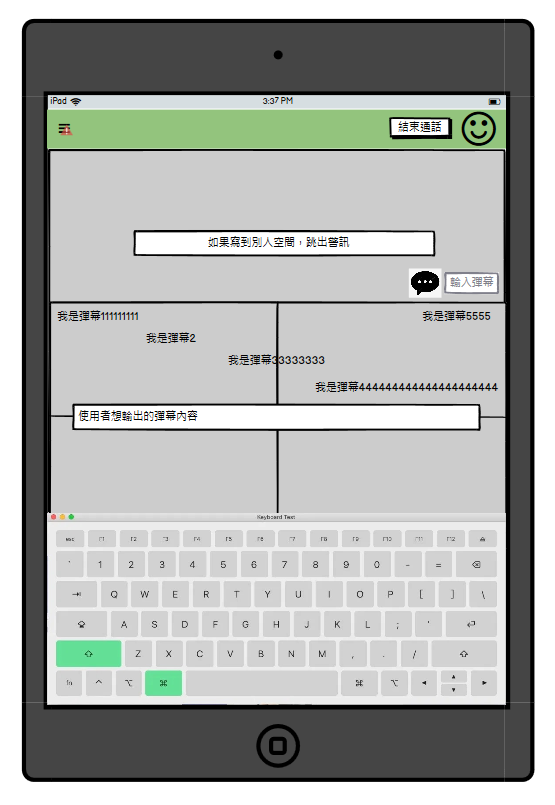 iPad 3:37 PM
結束通話
如果寫到別人空間，跳出警訊
輸入彈幕
我是彈幕111111111 我是彈幕5555
我是彈幕2
我是彈幕33333333
我是彈幕444444444444444444444
使用者想輸出的彈幕內容
Keyboard Test
esc F1 F2 F3 F4 F5 F6 F7 F8 F9 F10 F11 F12
` 1 2 3 4 5 6 7 8 9 0 - =
Q W E R T Y U I O P [ ] \
A S D F G H J K L ; '
Z X C V B N M , . /
fn